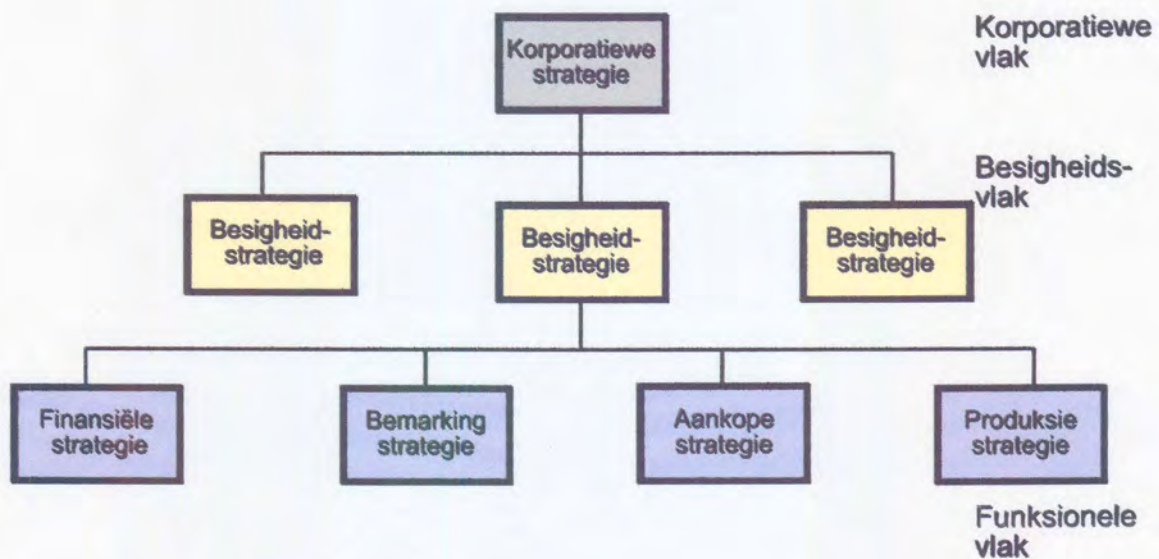 Korporatiewe
strategie
Korporatiewe
vlak
Besigheids-
vlak
Besigheid-
strategie
Besigheid-
strategie
Besigheid-
strategie
Finansiële
strategie
Bemarking
strategie
Aankope
strategie
Produksie
strategie
Funksionele
vlak